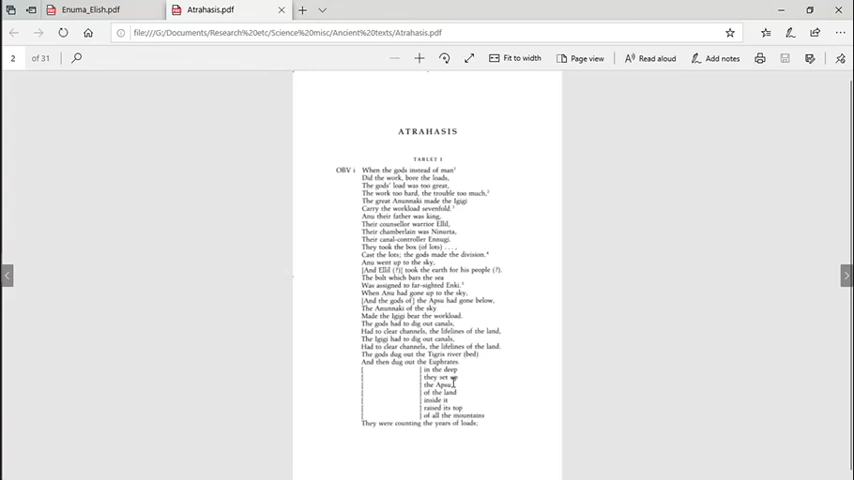 Enuma_Elish.pdf
Atrahasis.pdf
file:///G:/Documents/Research%20etc/Science%20misc/Ancient%20texts/Atrahasis.pdf
2 of 31
Fit to width
Page view
Read aloud
Add notes
ATRAHASIS
TABLET I
OBV i When the gods instead of man¹
Did the work, bore the loads,
The gods' load was too great,
The work too hard, the trouble too much,²
The great Anunnaki made the Igigi
Carry the workload sevenfold.³
Anu their father was king,
Their counsellor warrior Ellil,
Their chamberlain was Ninurta,
Their canal-controller Ennugi.
They took the box (of lots) . . . ,
Cast the lots; the gods made the division.⁴
Anu went up to the sky,
[And Ellil (?)] took the earth for his people (?).
The bolt which bars the sea
Was assigned to far-sighted Enki.⁵
When Anu had gone up to the sky,
[And the gods of] the Apsu had gone below,
The Anunnaki of the sky
Made the Igigi bear the workload.
The gods had to dig out canals,
Had to clear channels, the lifelines of the land,
The Igigi had to dig out canals,
Had to clear channels, the lifelines of the land.
The gods dug out the Tigris river (bed)
And then dug out the Euphrates.
[ ] in the deep
[ ] they set up
[ ] the Apsu
[ ] of the land
[ ] inside it
[ ] raised its top
[ ] of all the mountains
They were counting the years of loads;